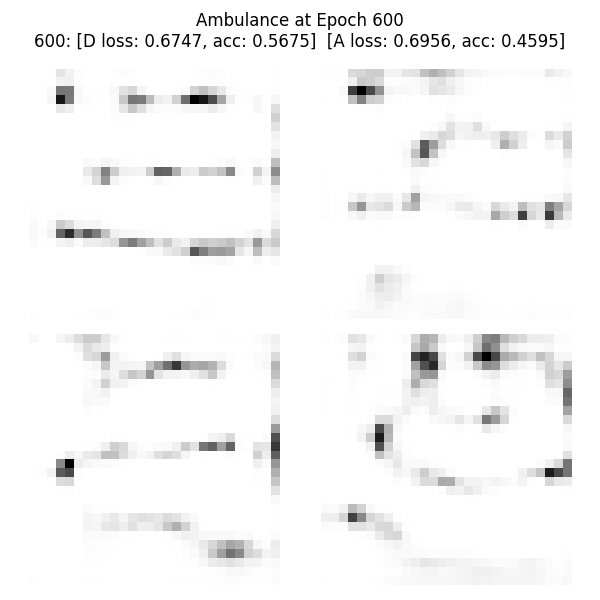 Ambulance at Epoch 600
600: [D loss: 0.6747, acc: 0.5675] [A loss: 0.6956, acc: 0.4595]